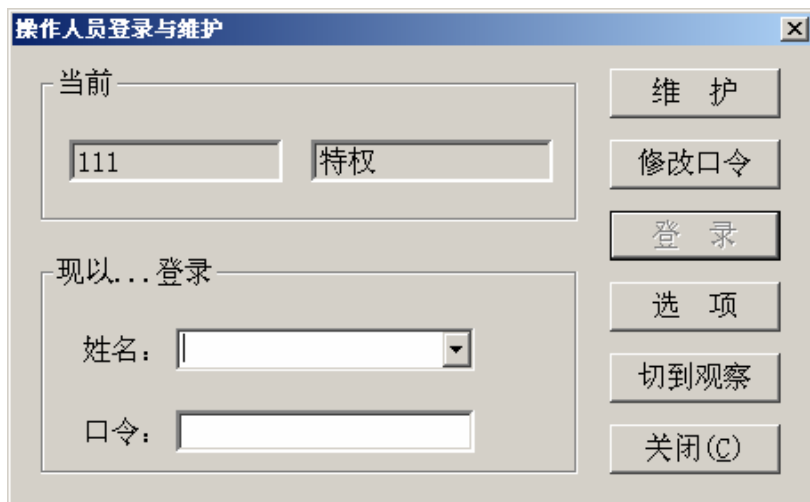 操作人员登录与维护
当前
111
特权
现以...登录
姓名：
口令：
维 护
修改口令
登 录
选 项
切到观察
关闭(C)